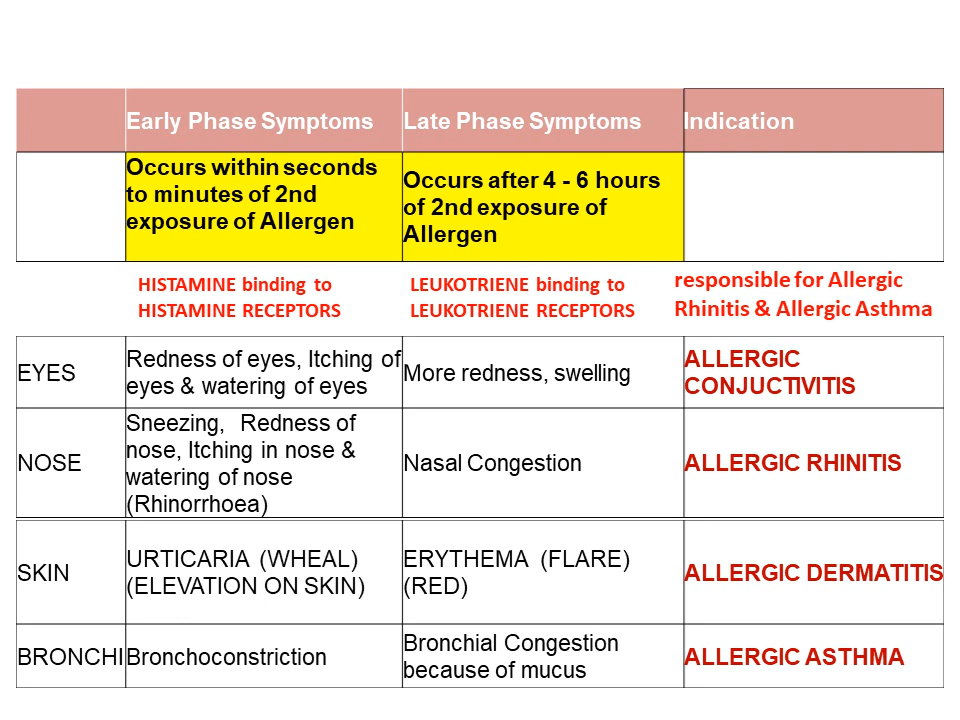 Early Phase Symptoms
Late Phase Symptoms
Indication
Occurs within seconds
to minutes of 2nd
exposure of Allergen
Occurs after 4 - 6 hours
of 2nd exposure of
Allergen
HISTAMINE binding to
HISTAMINE RECEPTORS
LEUKOTRIENE binding to
LEUKOTRIENE RECEPTORS
responsible for Allergic
Rhinitis & Allergic Asthma
EYES
Redness of eyes, Itching of
eyes & watering of eyes
More redness, swelling
ALLERGIC
CONJUCTIVITIS
NOSE
Sneezing, Redness of
nose, Itching in nose &
watering of nose
(Rhinorrhoea)
Nasal Congestion
ALLERGIC RHINITIS
SKIN
URTICARIA (WHEAL)
(ELEVATION ON SKIN)
ERYTHEMA (FLARE)
(RED)
ALLERGIC DERMATITIS
BRONCHI
Bronchoconstriction
Bronchial Congestion
because of mucus
ALLERGIC ASTHMA